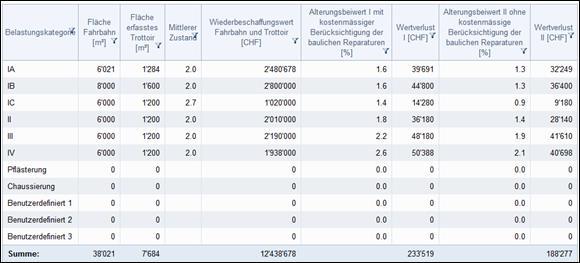 Belastungskategorie Fläche Fahrbahn [m²] Fläche erfasstes Trottoir [m²] Mittlerer Zustand Wiederbeschaffungswert Fahrbahn und Trottoir [CHF] Alterungsbeiwert I mit kostenmässiger Berücksichtigung der baulichen Reparaturen [%] Wertverlust I [CHF] Alterungsbeiwert II ohne kostenmässige Berücksichtigung der baulichen Reparaturen [%] Wertverlust II [CHF]
IA 6'021 1'284 2.0 2'480'678 1.6 39'691 1.3 32'249
IB 8'000 1'600 2.0 2'800'000 1.6 44'800 1.3 36'400
IC 6'000 1'200 2.7 1'020'000 1.4 14'280 0.9 9'180
II 6'000 1'200 2.0 2'010'000 1.8 36'180 1.4 28'140
III 6'000 1'200 2.0 2'190'000 2.2 48'180 1.9 41'610
IV 6'000 1'200 2.0 1'938'000 2.6 50'388 2.1 40'698
Pflästerung 0 0 0 0.0 0 0.0 0
Chaussierung 0 0 0 0.0 0 0.0 0
Benutzerdefiniert 1 0 0 0 0.0 0 0.0 0
Benutzerdefiniert 2 0 0 0 0.0 0 0.0 0
Benutzerdefiniert 3 0 0 0 0.0 0 0.0 0
Summe: 38'021 7'684 12'438'678 233'519 188'277